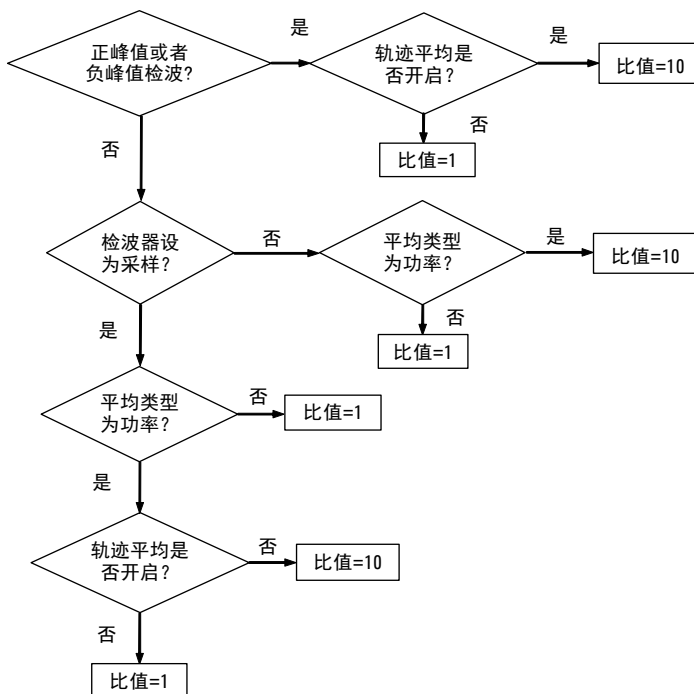 正峰值或者
负峰值检波?
是
轨迹平均是
否开启?
是
比值=10
否
比值=1
否
检波器设
为采样?
否
平均类型
为功率?
是
比值=10
否
比值=1
是
平均类型
为功率?
否
比值=1
是
轨迹平均是
否开启?
否
比值=10
否
比值=1